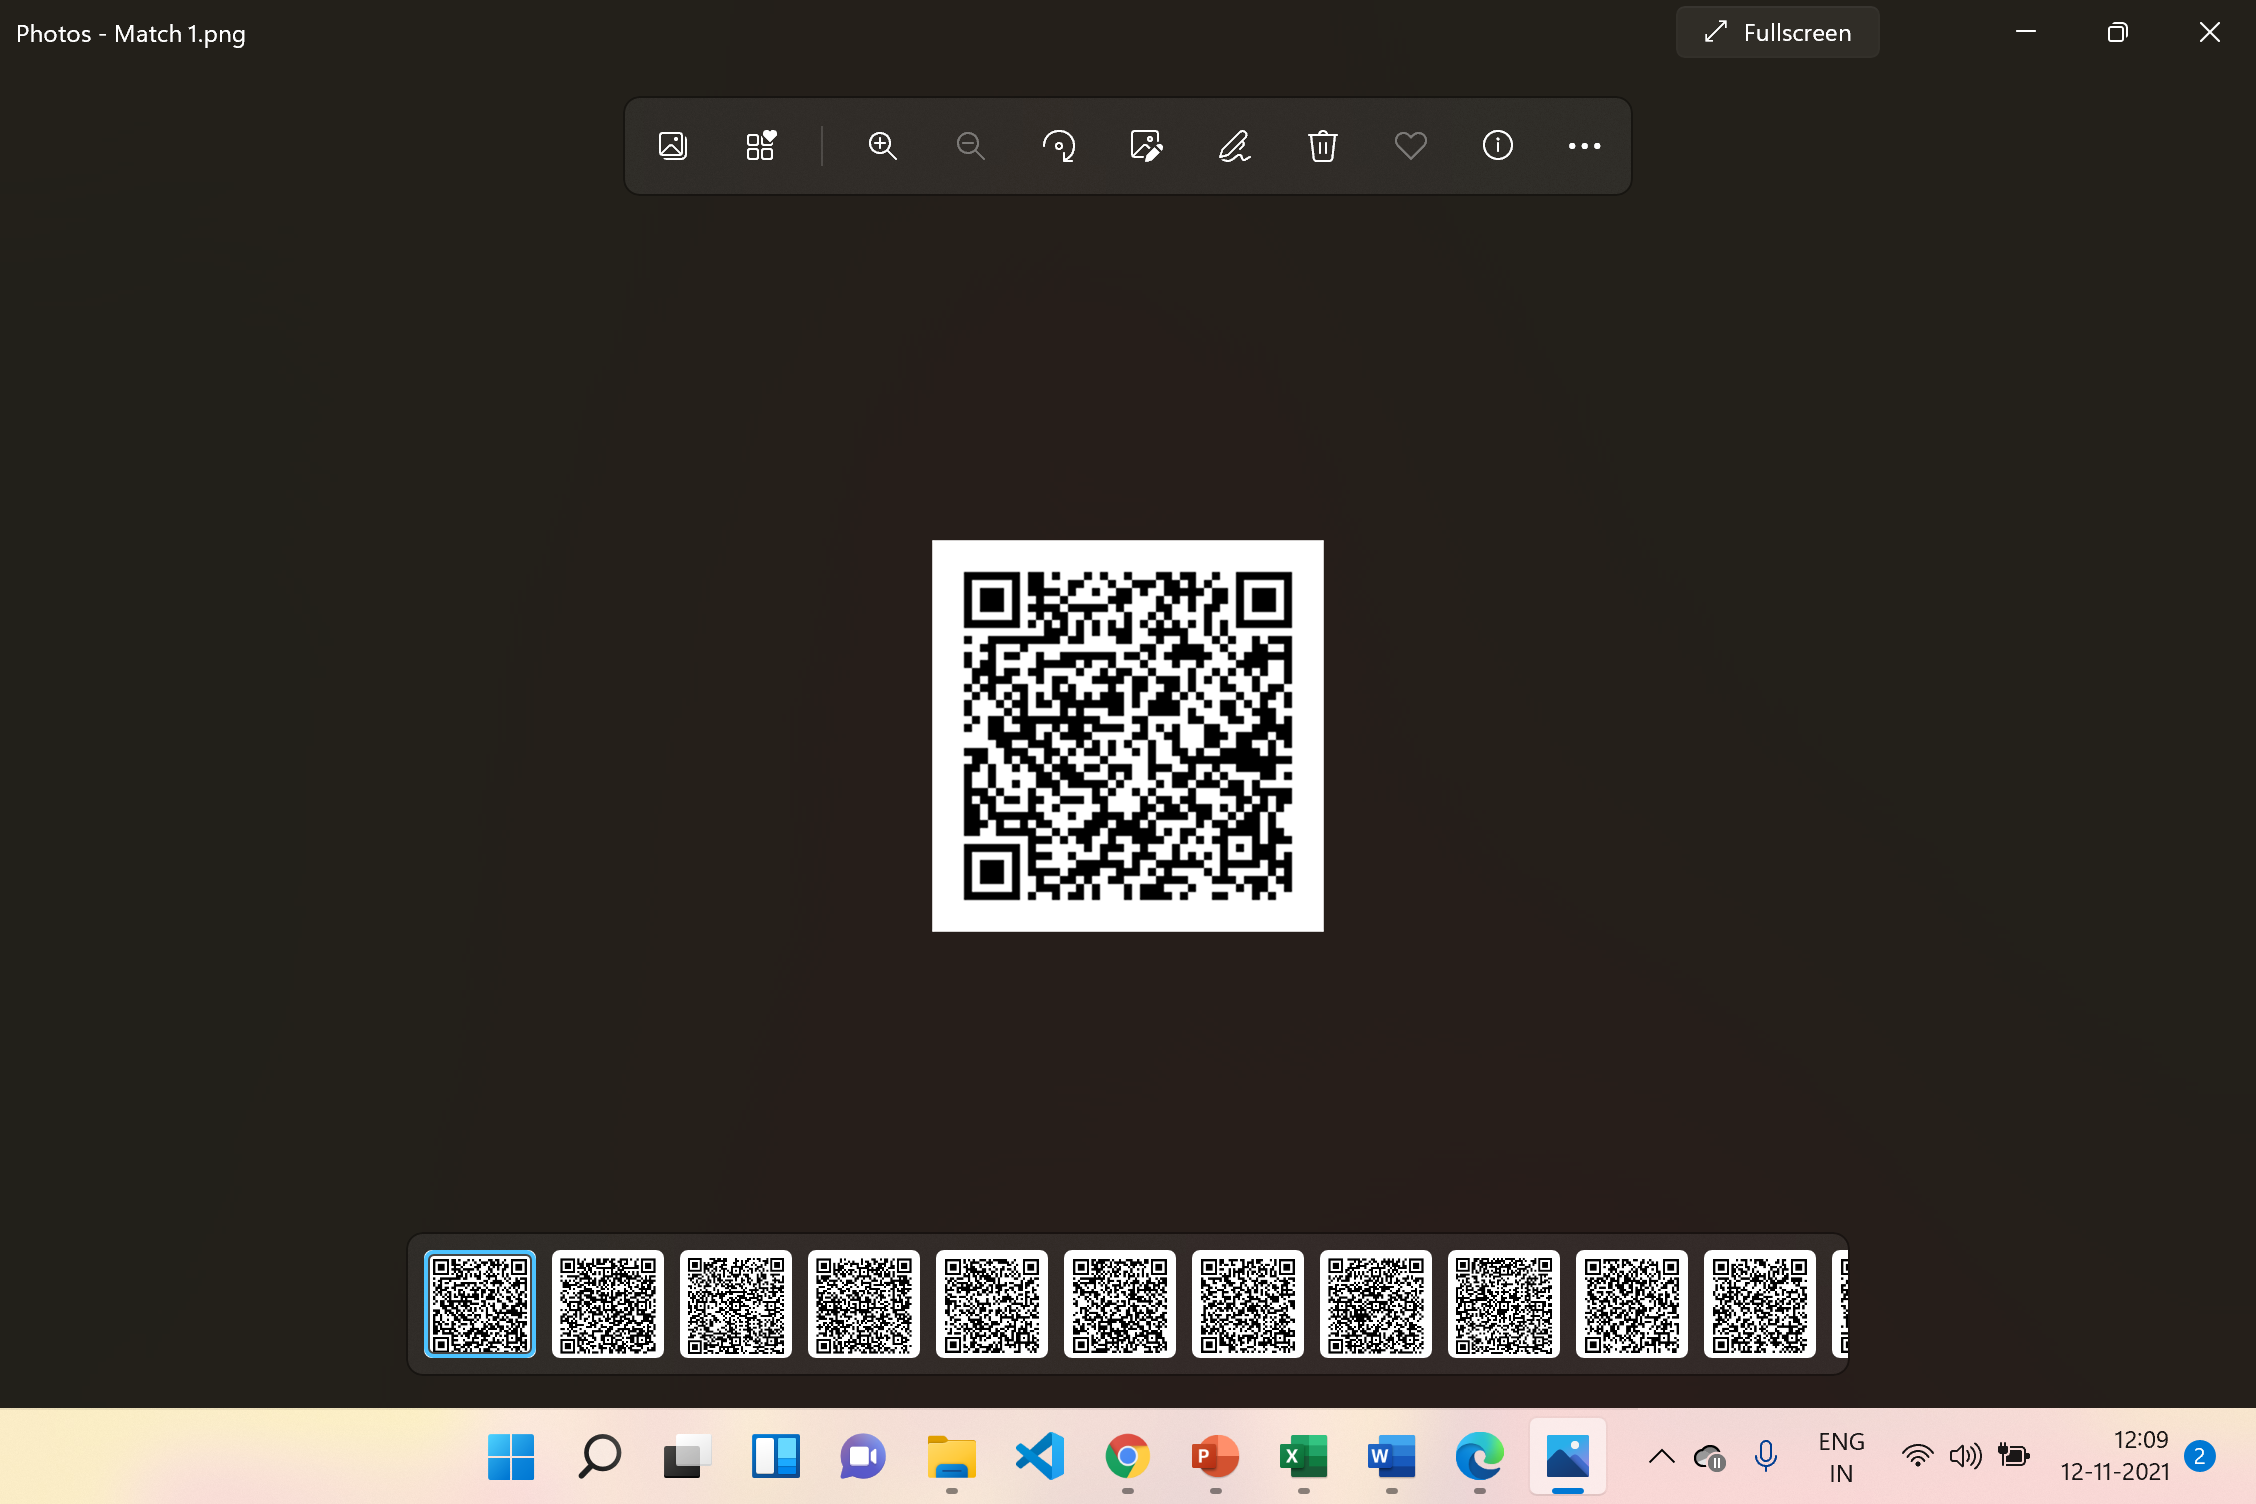 Photos - Match 1.png
Fullscreen
P
X
W
ENG
IN
12:09
12-11-2021
2